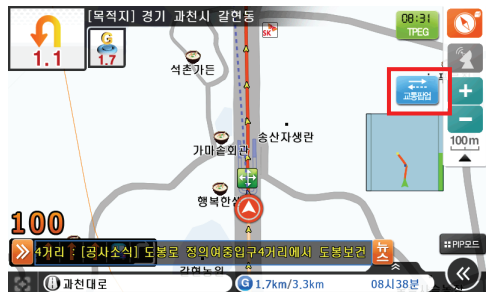 [목적지] 경기 과천시 갈현동
1.1
1.7
SK
08:31
TPEG
석촌가든
교통팝업
송산자생란
가마솥회관
100m
행복한
100
4거리 : [공사소식] 도봉로 정의여중입구4거리에서 도봉보건
뉴스
PIP모드
과천대로
G 1.7km/3.3km
08시38분